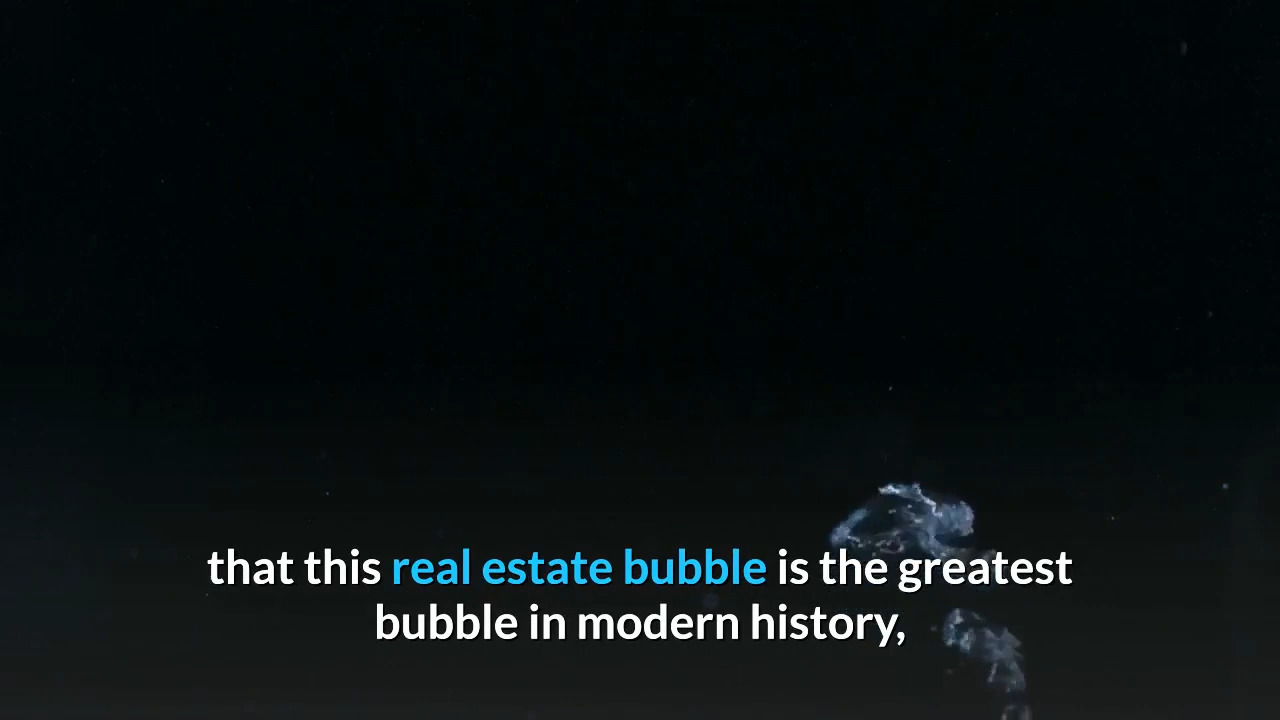 that this real estate bubble is the greatest
bubble in modern history,